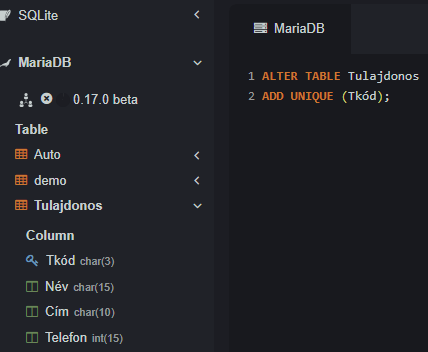 SQLite
MariaDB
0.17.0 beta
Table
Auto
demo
Tulajdonos
Column
Tkód char(3)
Név char(15)
Cím char(10)
Telefon int(15)
MariaDB
1 ALTER TABLE Tulajdonos
2 ADD UNIQUE (Tkód);